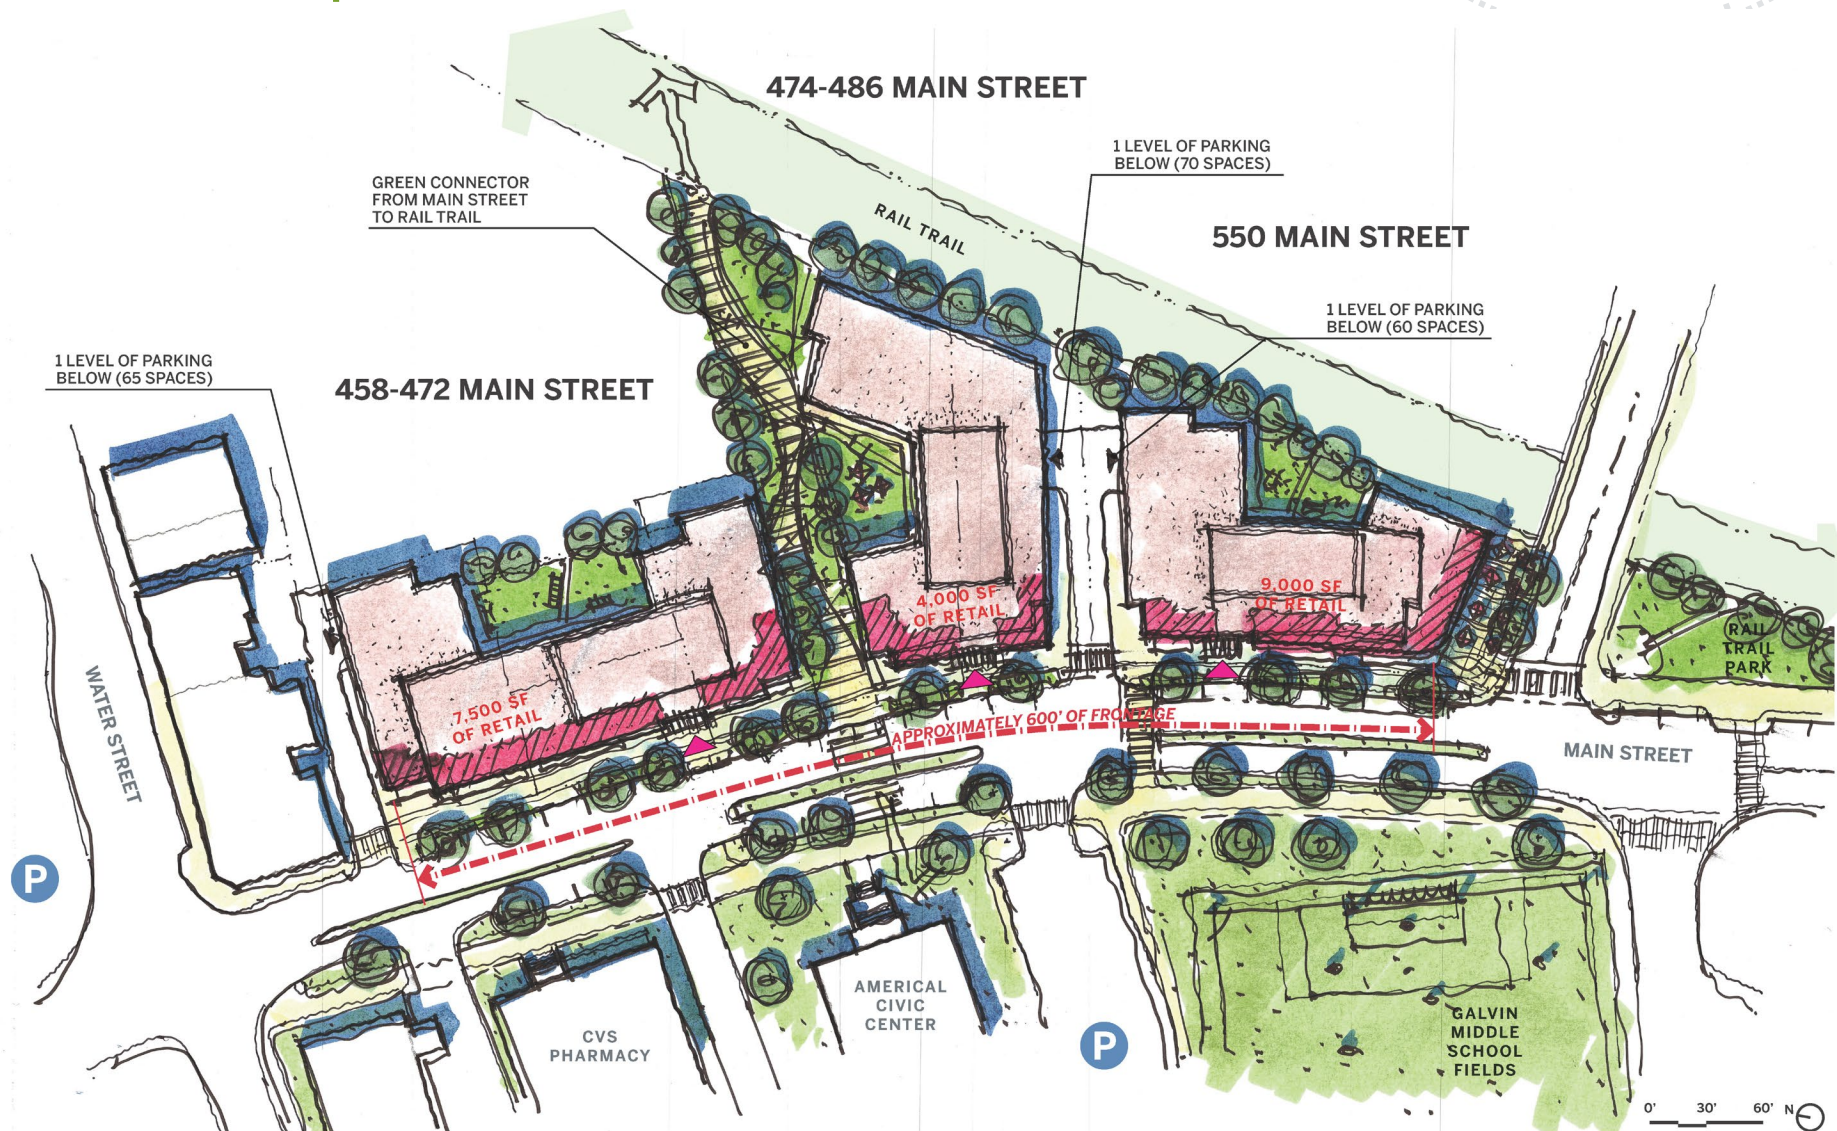 474-486 MAIN STREET
1 LEVEL OF PARKING
BELOW (70 SPACES)
GREEN CONNECTOR
FROM MAIN STREET
TO RAIL TRAIL
RAIL TRAIL
550 MAIN STREET
1 LEVEL OF PARKING
BELOW (60 SPACES)
1 LEVEL OF PARKING
BELOW (65 SPACES)
458-472 MAIN STREET
9,000 SF
OF RETAIL
4,000 SF
OF RETAIL
7,500 SF
OF RETAIL
RAIL
TRAIL
PARK
WATER STREET
APPROXIMATELY 600' OF FRONTAGE
MAIN STREET
P
AMERICAL
CIVIC
CENTER
CVS
PHARMACY
P
GALVIN
MIDDLE
SCHOOL
FIELDS
0' 30' 60' N